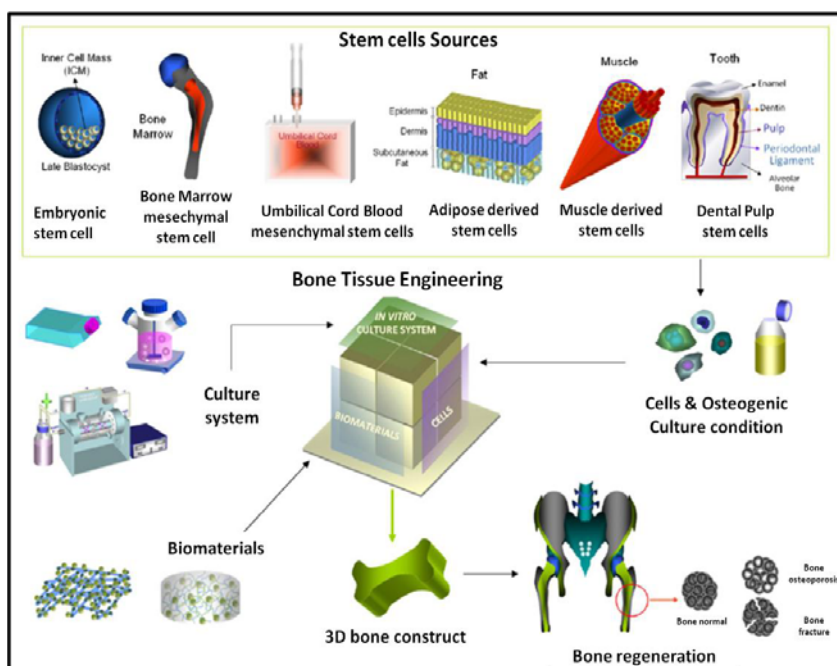 Stem cells Sources
Inner Cell Mass
(ICM)
Late Blastocyst
Embryonic
stem cell
Bone
Marrow
Bone Marrow
mesechymal
stem cell
Umbilical Cord
Blood
Umbilical Cord Blood
mesenchymal stem cells
Fat
Epidermis
Dermis
Subcutaneous
Fat
Adipose derived
stem cells
Muscle
Muscle derived
stem cells
Tooth
Enamel
Dentin
Pulp
Periodontal
Ligament
Alveolar
Bone
Dental Pulp
stem cells
Bone Tissue Engineering
IN VITRO
CULTURE SYSTEM
BIOMATERIALS
CELLS
Culture
system
Cells & Osteogenic
Culture condition
Biomaterials
3D bone construct
Bone normal
Bone
osteoporosis
Bone
fracture
Bone regeneration